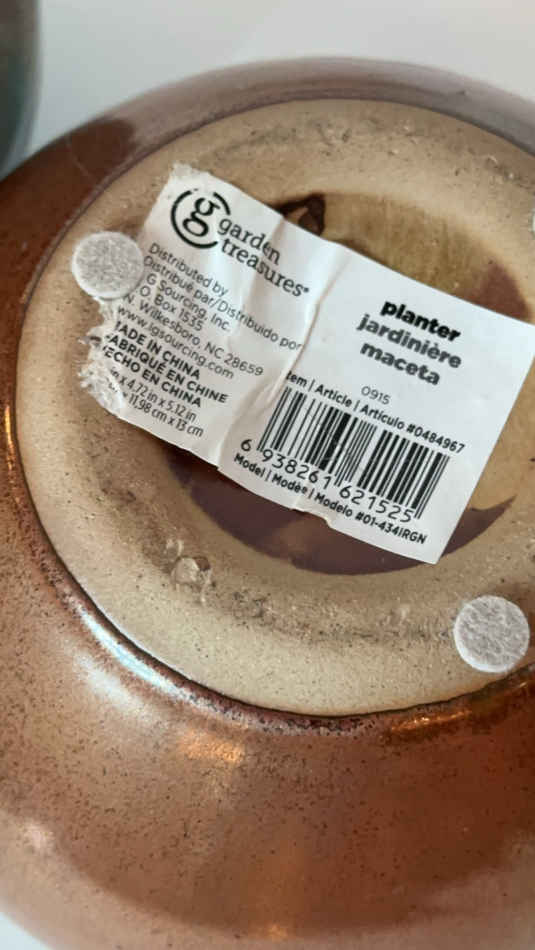 g garden
treasures®
Distributed by
Distribué par/Distribuido por
G Sourcing, Inc.
O. Box 1535
N. Wilkesboro, NC 28659
www.lgsourcing.com
MADE IN CHINA
FABRIQUÉ EN CHINE
HECHO EN CHINA
in x 4.72 in x 5.12 in
11,98 cm x 13 cm
planter
jardinière
maceta
0915
Item | Article | Artículo #0484967
6 938261 621525
Model | Modèle | Modelo #01-434IRGN